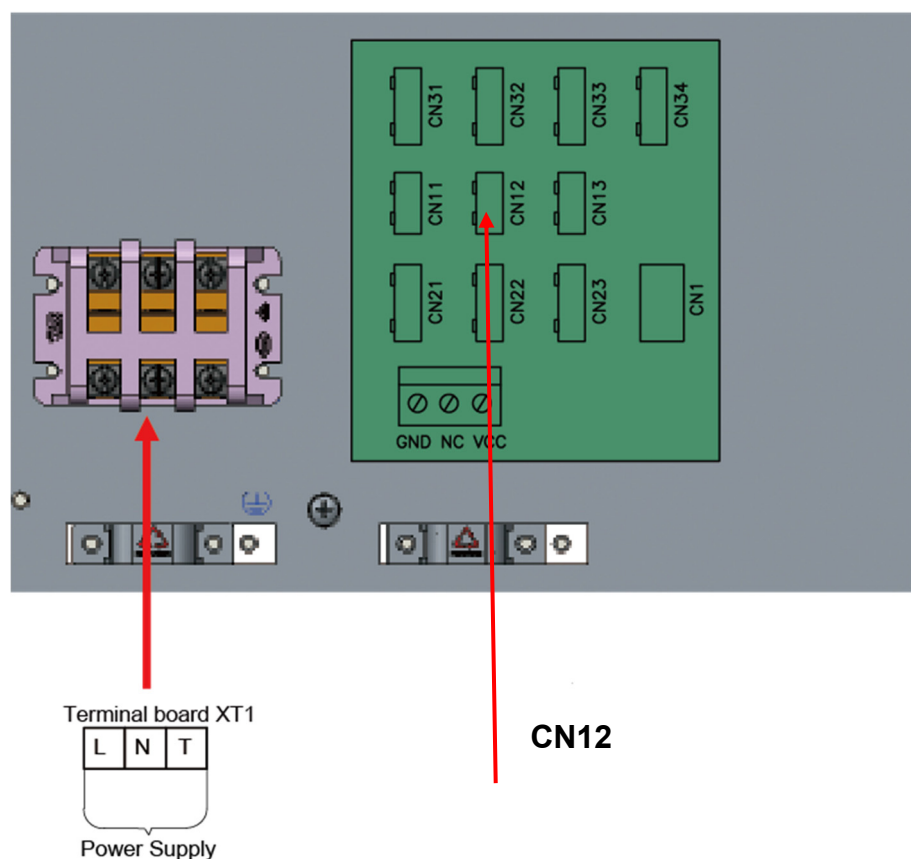 CN31 CN32 CN33 CN34
CN11 CN12 CN13
CN21 CN22 CN23 CN1
GND NC VCC
CN12
Terminal board XT1
L N T
Power Supply